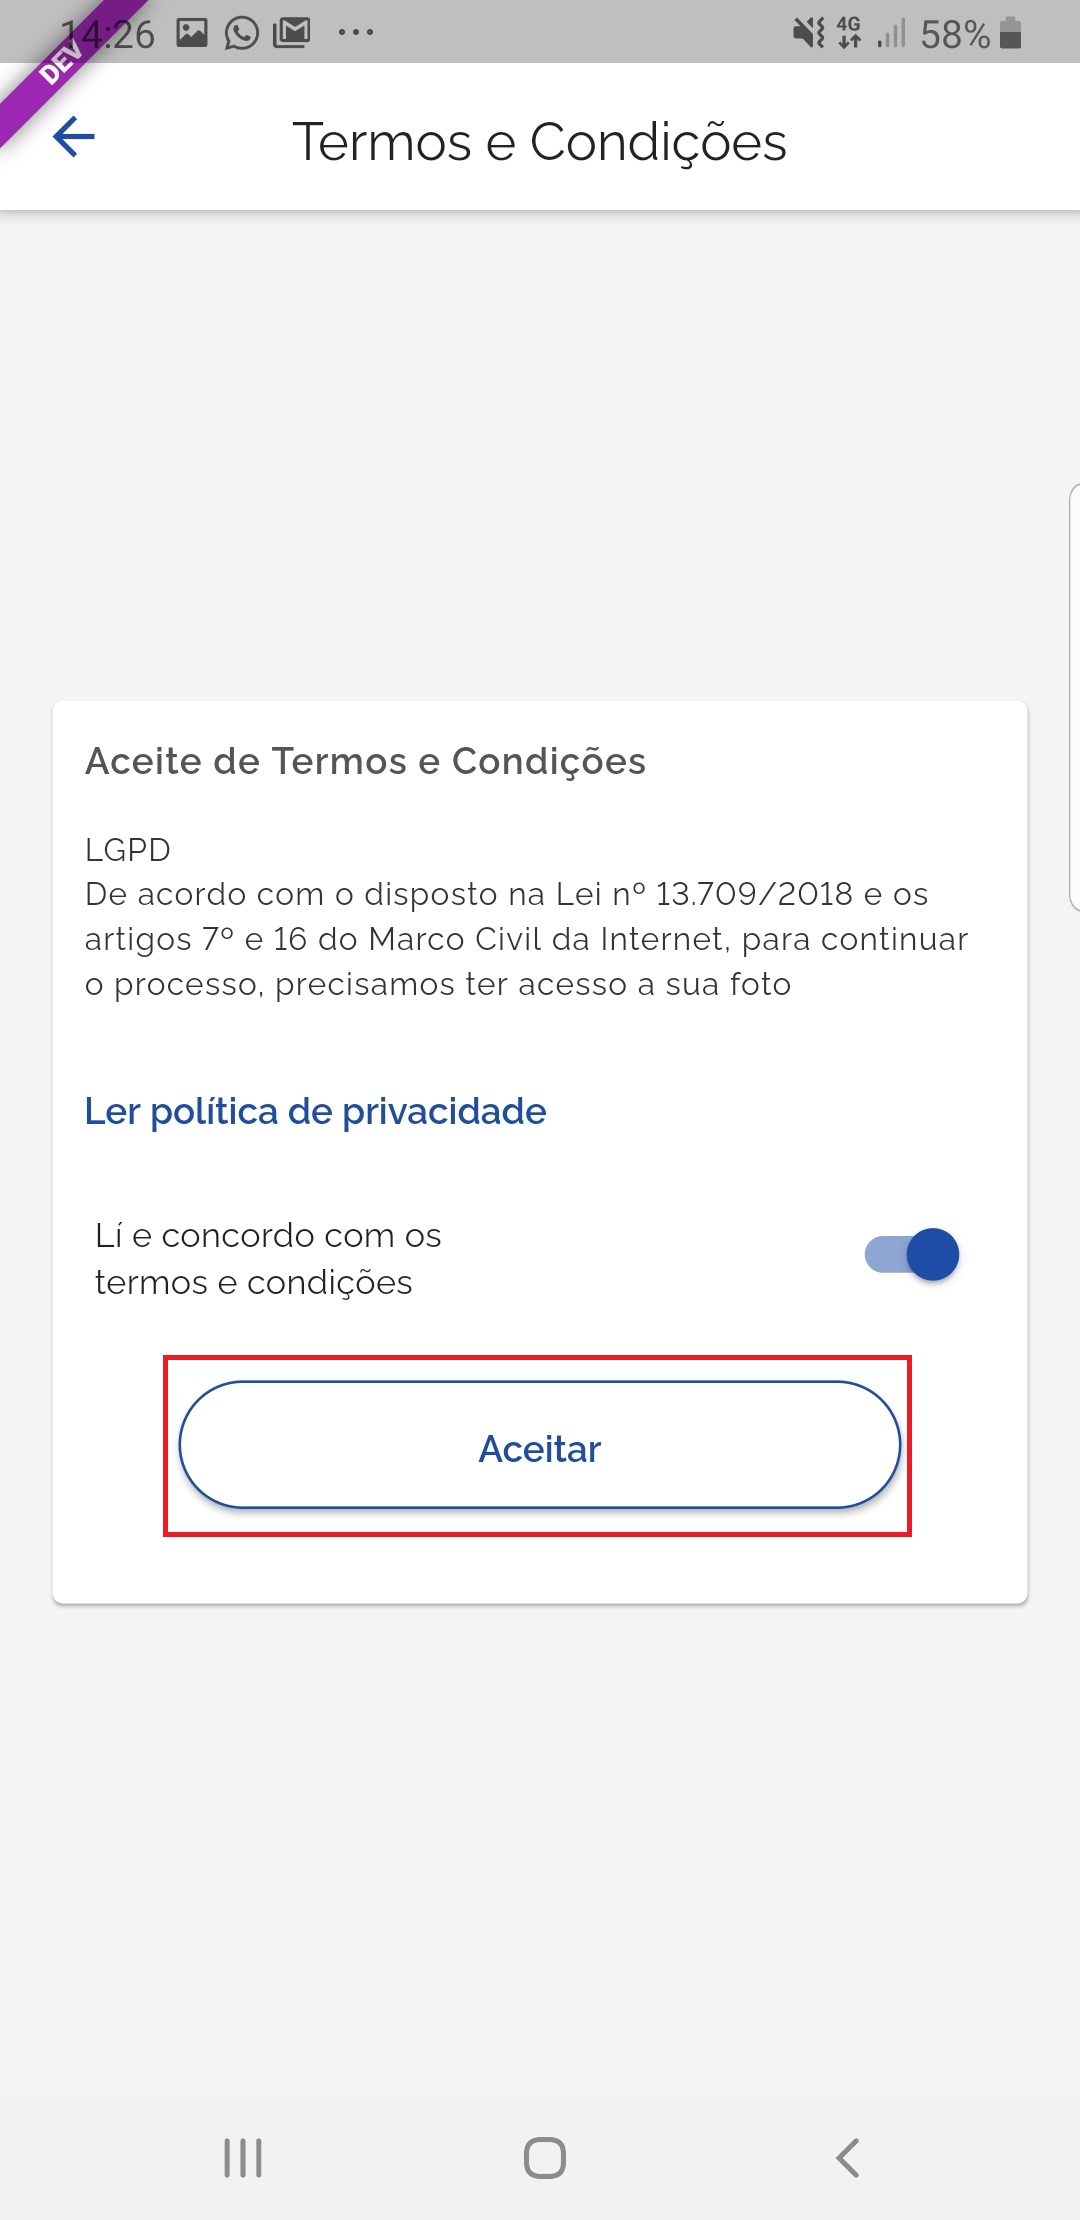 14:26
4G
58%
DEV
Termos e Condições
Aceite de Termos e Condições
LGPD
De acordo com o disposto na Lei nº 13.709/2018 e os
artigos 7º e 16 do Marco Civil da Internet, para continuar
o processo, precisamos ter acesso a sua foto
Ler política de privacidade
Lí e concordo com os
termos e condições
Aceitar